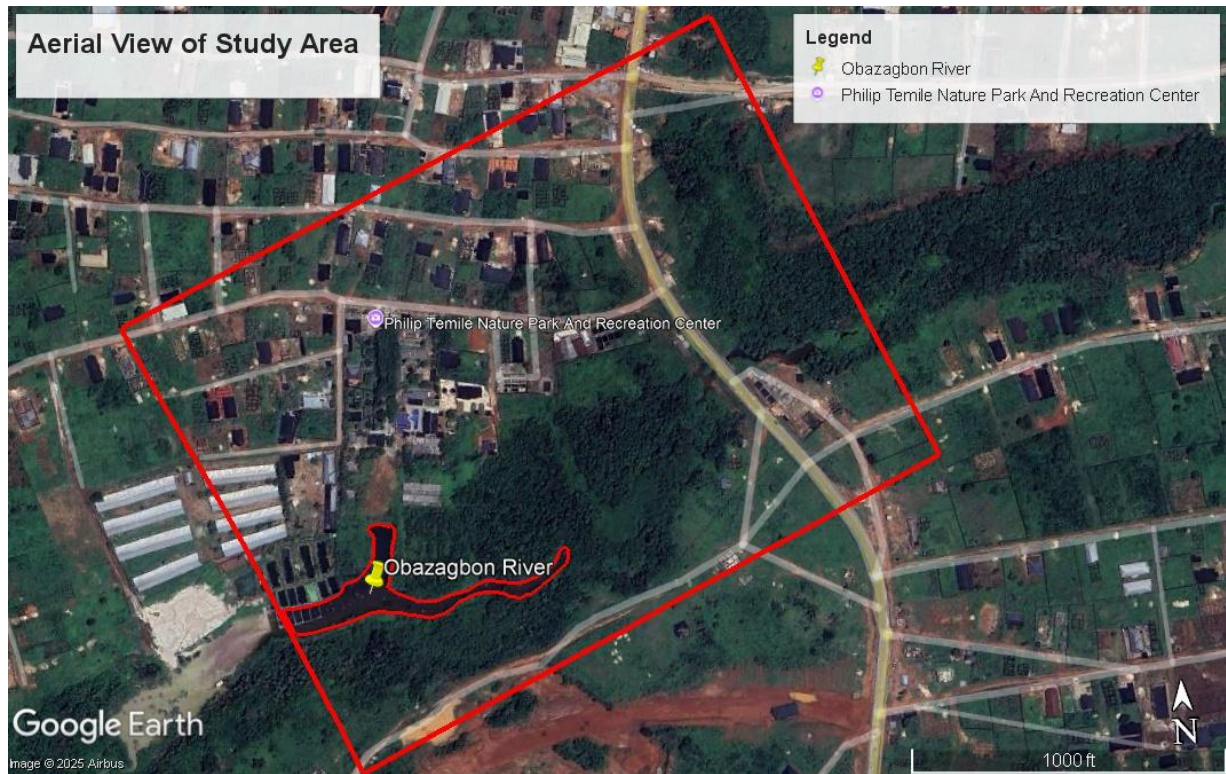 Aerial View of Study Area
Legend
Obazagbon River
Philip Temile Nature Park And Recreation Center
Philip Temile Nature Park And Recreation Center
Obazagbon River
Google Earth
N
Image © 2025 Airbus
1000 ft